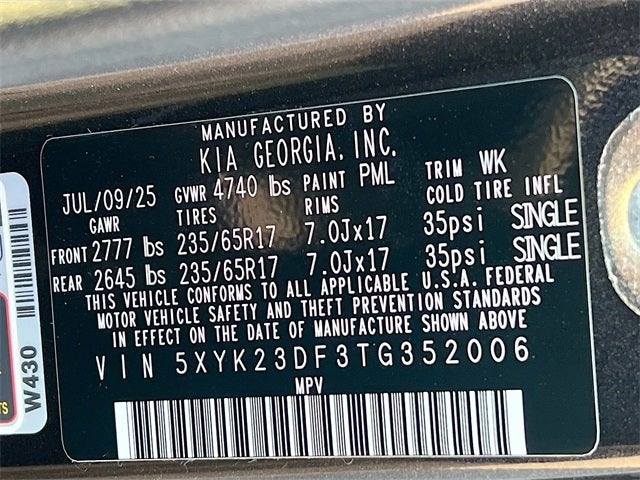 MANUFACTURED BY
KIA GEORGIA, INC.
JUL/09/25 GVWR 4740 lbs PAINT PML TRIM WK
GAWR TIRES RIMS COLD TIRE INFL
FRONT 2777 lbs 235/65R17 7.0Jx17 35psi SINGLE
REAR 2645 lbs 235/65R17 7.0Jx17 35psi SINGLE
THIS VEHICLE CONFORMS TO ALL APPLICABLE U.S.A. FEDERAL
MOTOR VEHICLE SAFETY AND THEFT PREVENTION STANDARDS
IN EFFECT ON THE DATE OF MANUFACTURE SHOWN ABOVE
VIN 5XYK23DF3TG352006
MPV
W430